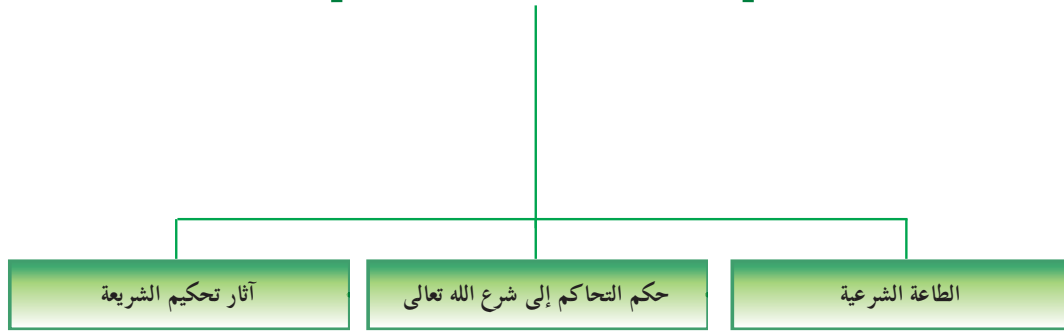 الطاعة الشرعية
حكم التحاكم إلى شرع الله تعالى
آثار تحكيم الشريعة